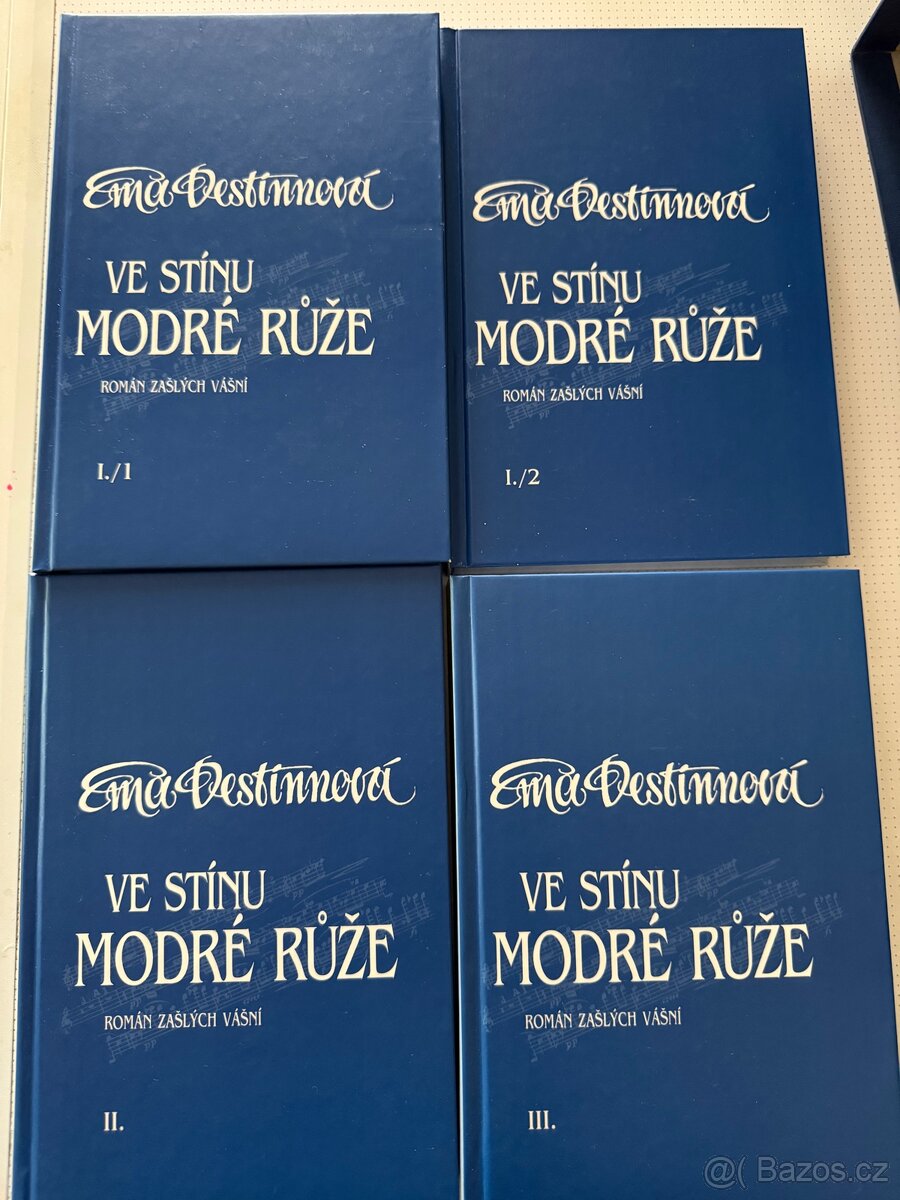 Ema Destinnová
VE STÍNU
MODRÉ RŮŽE
ROMÁN ZAŠLÝCH VÁŠNÍ
I./1
Ema Destinnová
VE STÍNU
MODRÉ RŮŽE
ROMÁN ZAŠLÝCH VÁŠNÍ
I./2
Ema Destinnová
VE STÍNU
MODRÉ RŮŽE
ROMÁN ZAŠLÝCH VÁŠNÍ
II.
Ema Destinnová
VE STÍNU
MODRÉ RŮŽE
ROMÁN ZAŠLÝCH VÁŠNÍ
III.
@( Bazos.cz